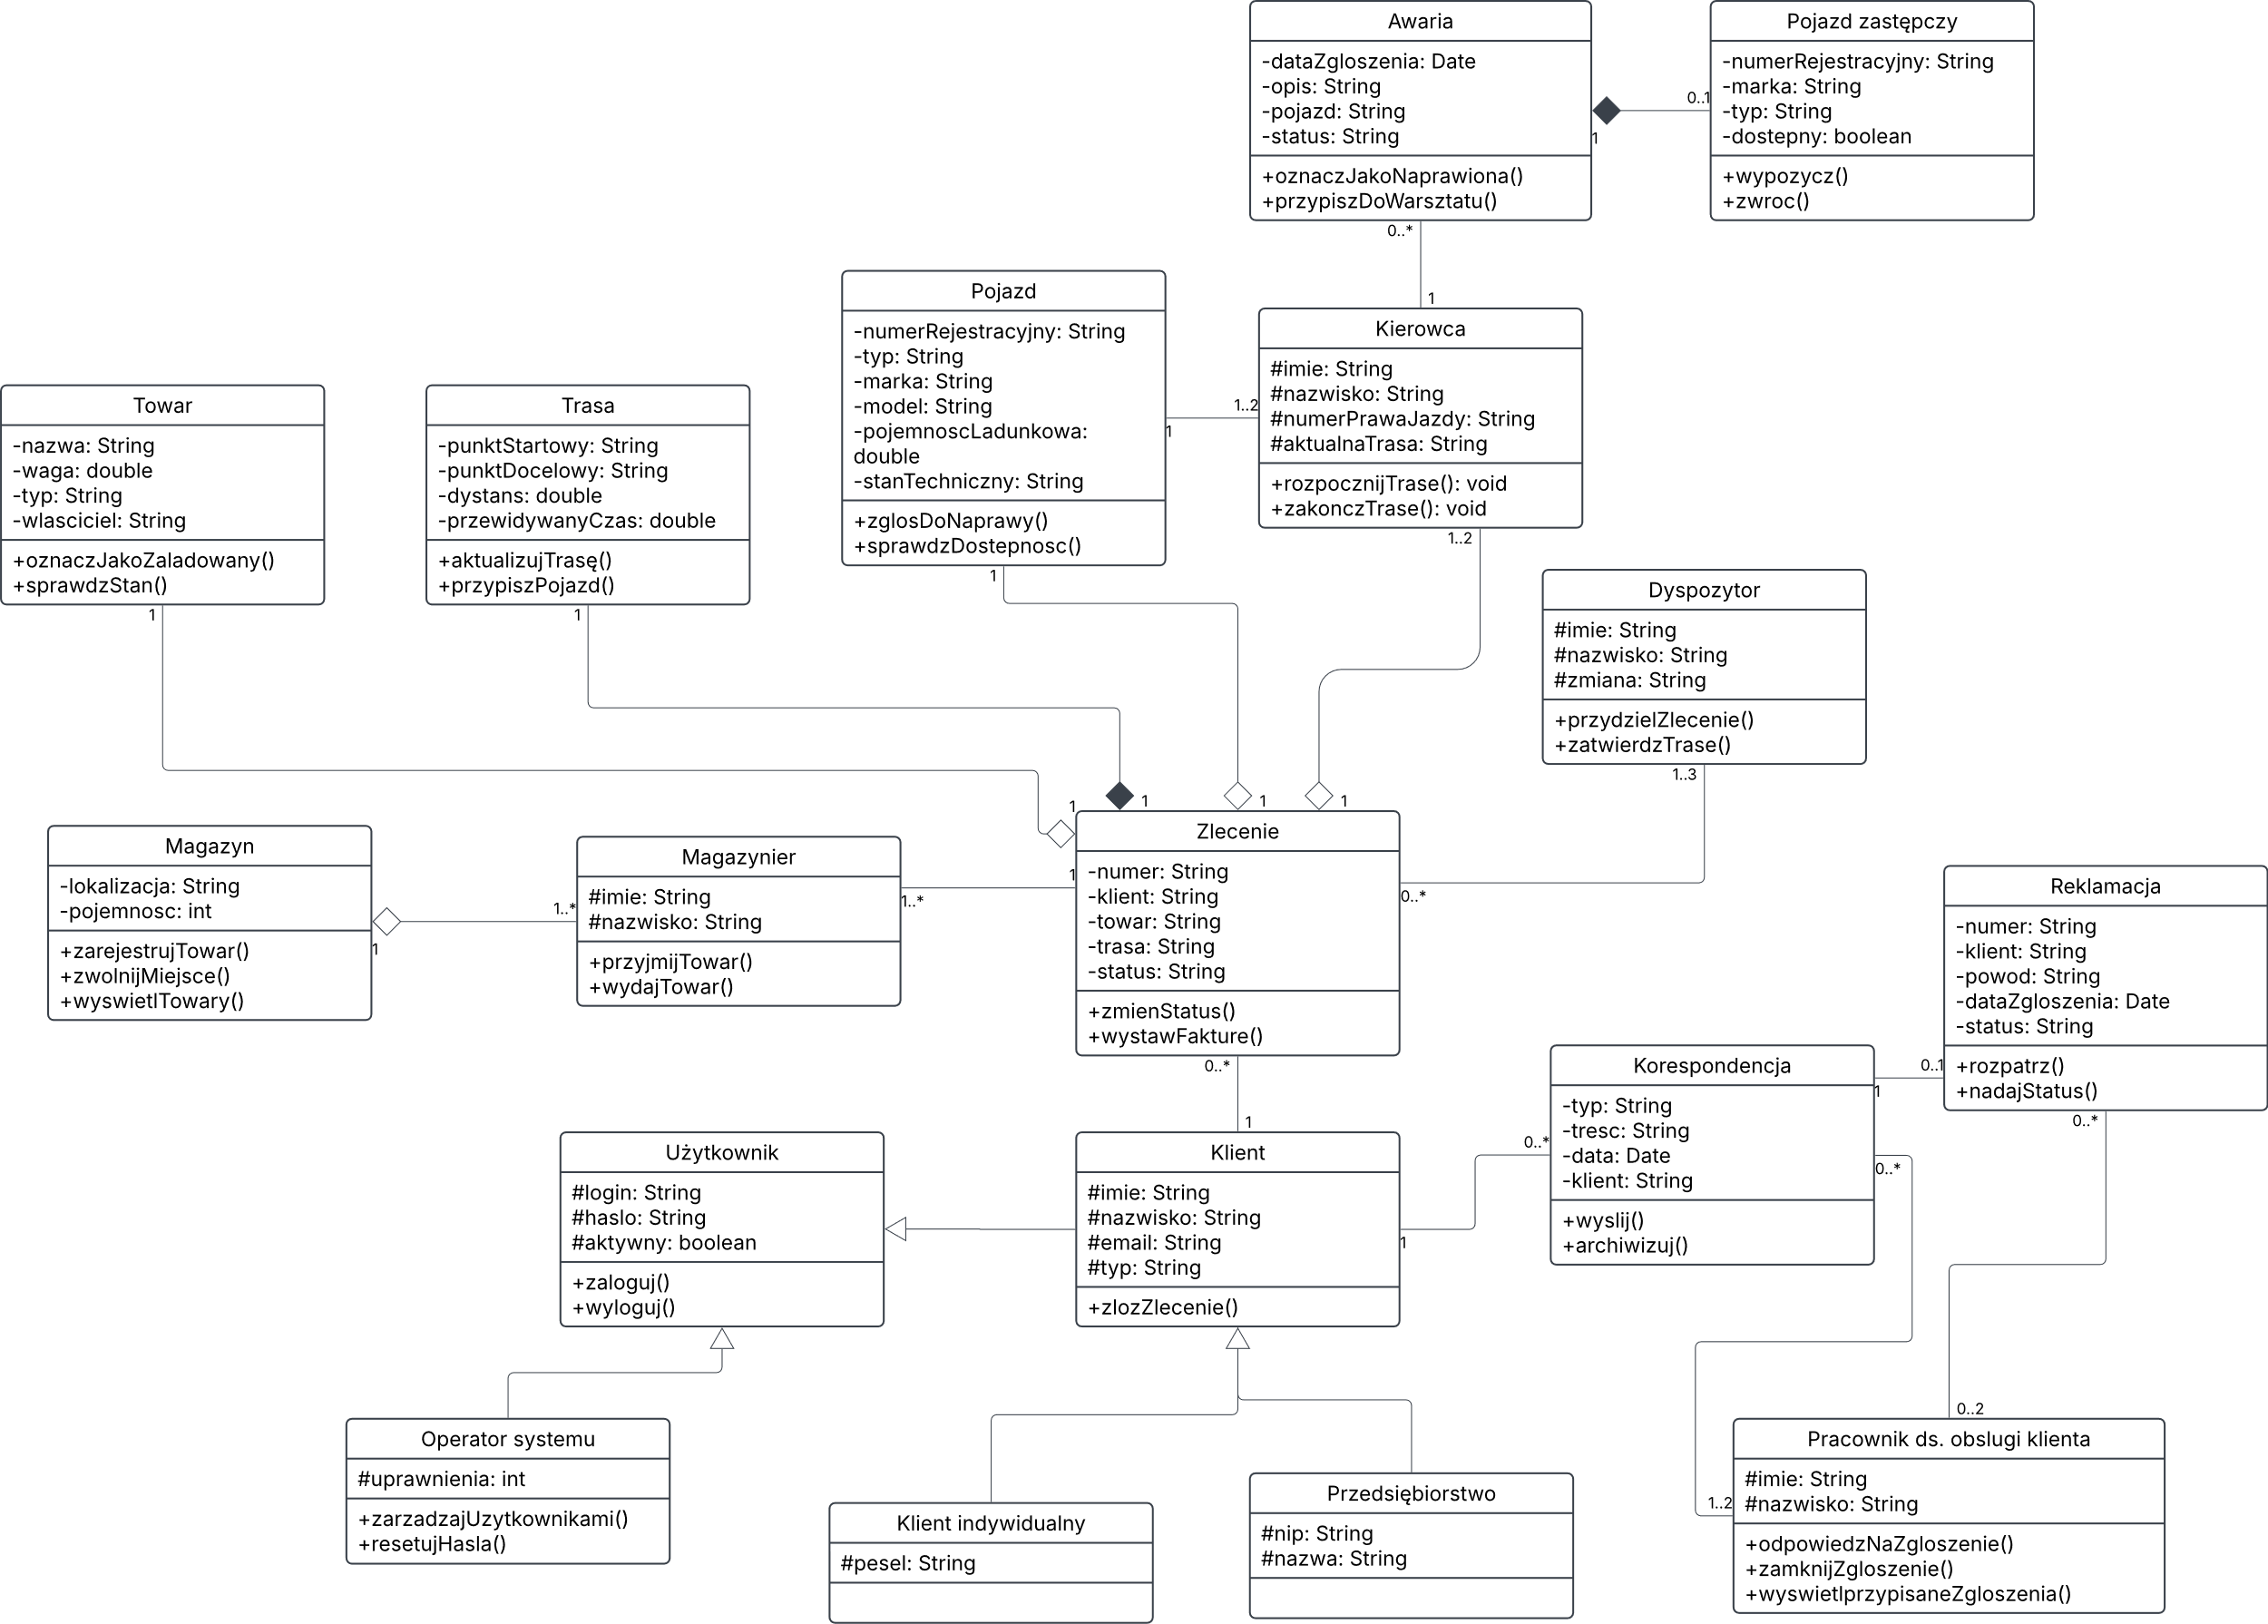 Awaria
-dataZgloszenia: Date
-opis: String
-pojazd: String
-status: String
+oznaczJakoNaprawiona()
+przypiszDoWarsztatu()
1
0..1
0..*
1
Pojazd zastępczy
-numerRejestracyjny: String
-marka: String
-typ: String
-dostepny: boolean
+wypozycz()
+zwroc()
Pojazd
-numerRejestracyjny: String
-typ: String
-marka: String
-model: String
-pojemnoscLadunkowa:
double
-stanTechniczny: String
+zglosDoNaprawy()
+sprawdzDostepnosc()
1
1..2
1
Kierowca
#imie: String
#nazwisko: String
#numerPrawaJazdy: String
#aktualnaTrasa: String
+rozpocznijTrase(): void
+zakonczTrase(): void
1..2
Towar
-nazwa: String
-waga: double
-typ: String
-wlasciciel: String
+oznaczJakoZaladowany()
+sprawdzStan()
1
Trasa
-punktStartowy: String
-punktDocelowy: String
-dystans: double
-przewidywanyCzas: double
+aktualizujTrasę()
+przypiszPojazd()
1
Dyspozytor
#imie: String
#nazwisko: String
#zmiana: String
+przydzielZlecenie()
+zatwierdzTrase()
1..3
Magazyn
-lokalizacja: String
-pojemnosc: int
+zarejestrujTowar()
+zwolnijMiejsce()
+wyswietlTowary()
1
1..*
Magazynier
#imie: String
#nazwisko: String
+przyjmijTowar()
+wydajTowar()
1..*
1
1
1
1
1
Zlecenie
-numer: String
-klient: String
-towar: String
-trasa: String
-status: String
+zmienStatus()
+wystawFakture()
0..*
0..*
1
Reklamacja
-numer: String
-klient: String
-powod: String
-dataZgloszenia: Date
-status: String
+rozpatrz()
+nadajStatus()
0..1
0..*
Korespondencja
-typ: String
-tresc: String
-data: Date
-klient: String
+wyslij()
+archiwizuj()
1
0..*
0..*
Użytkownik
#login: String
#haslo: String
#aktywny: boolean
+zaloguj()
+wyloguj()
Klient
#imie: String
#nazwisko: String
#email: String
#typ: String
+zlozZlecenie()
1
Operator systemu
#uprawnienia: int
+zarzadzajUzytkownikami()
+resetujHasla()
Klient indywidualny
#pesel: String
Przedsiębiorstwo
#nip: String
#nazwa: String
0..2
1..2
Pracownik ds. obslugi klienta
#imie: String
#nazwisko: String
+odpowiedzNaZgloszenie()
+zamknijZgloszenie()
+wyswietlprzypisaneZgloszenia()